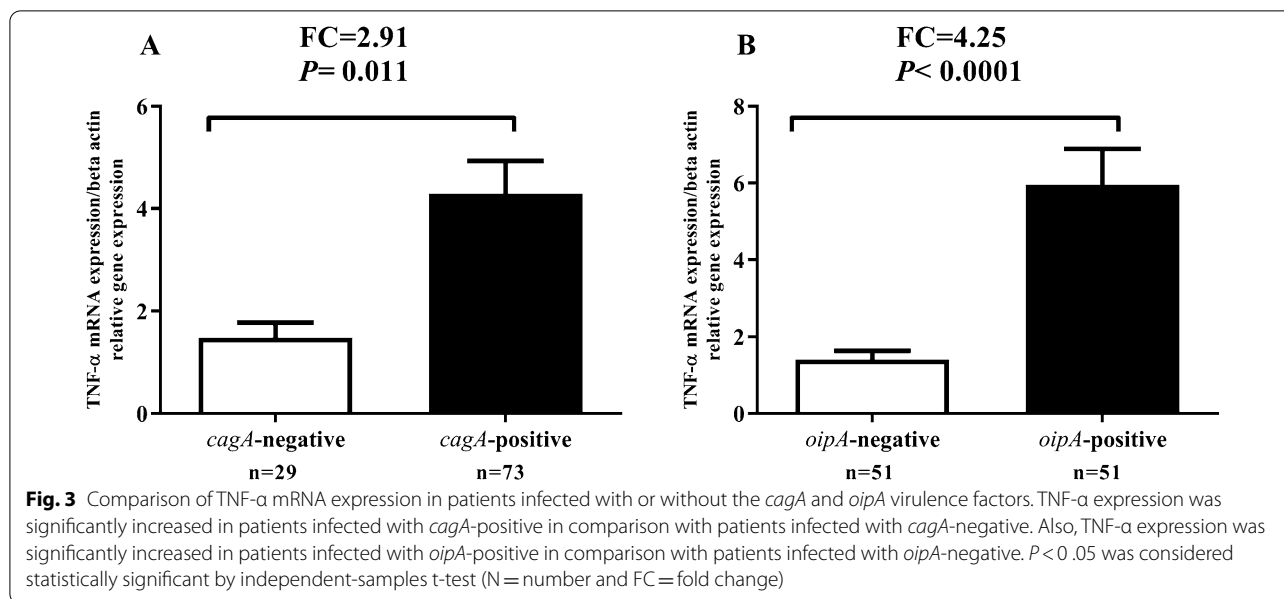 A
FC=2.91
P= 0.011
TNF-α mRNA expression/beta actin
relative gene expression
6
4
2
0
cagA-negative
cagA-positive
n=29
n=73
B
FC=4.25
P< 0.0001
TNF-α mRNA expression/beta actin
relative gene expression
8
6
4
2
0
oipA-negative
oipA-positive
n=51
n=51
Fig. 3 Comparison of TNF-α mRNA expression in patients infected with or without the cagA and oipA virulence factors. TNF-α expression was
significantly increased in patients infected with cagA-positive in comparison with patients infected with cagA-negative. Also, TNF-α expression was
significantly increased in patients infected with oipA-positive in comparison with patients infected with oipA-negative. P < 0 .05 was considered
statistically significant by independent-samples t-test (N = number and FC = fold change)